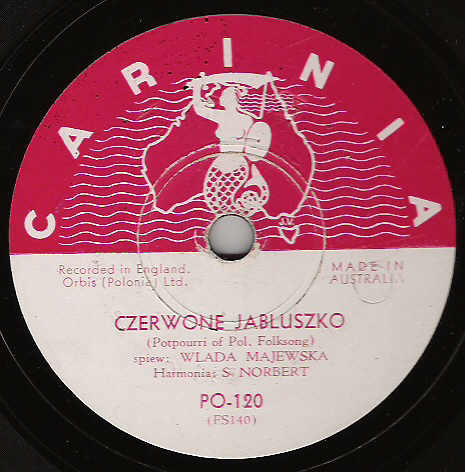 CARINIA
Recorded in England.
Orbis (Polonia) Ltd.
MADE IN
AUSTRALIA
CZERWONE JABLUSZKO
(Potpourri of Pol. Folksong)
spiew: WLADA MAJEWSKA
Harmonia: S. NORBERT
PO-120
(FS140)